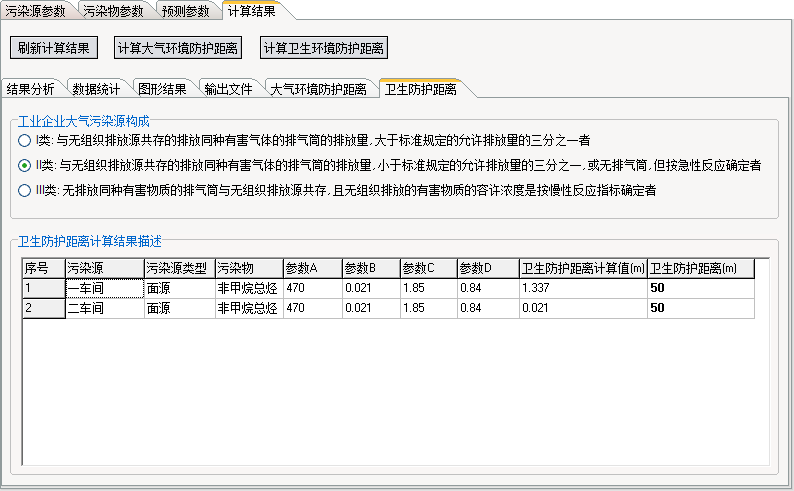 污染源参数 污染物参数 预测参数 计算结果
刷新计算结果 计算大气环境防护距离 计算卫生环境防护距离
结果分析 数据统计 图形结果 输出文件 大气环境防护距离 卫生防护距离
工业企业大气污染源构成
I类: 与无组织排放源共存的排放同种有害气体的排气筒的排放量, 大于标准规定的允许排放量的三分之一者
II类: 与无组织排放源共存的排放同种有害气体的排气筒的排放量, 小于标准规定的允许排放量的三分之一, 或无排气筒, 但按急性反应确定者
III类: 无排放同种有害物质的排气筒与无组织排放源共存, 且无组织排放的有害物质的容许浓度是按慢性反应指标确定者
卫生防护距离计算结果描述
序号 污染源 污染源类型 污染物 参数A 参数B 参数C 参数D 卫生防护距离计算值(m) 卫生防护距离(m)
1 一车间 面源 非甲烷总烃 470 0.021 1.85 0.84 1.337 50
2 二车间 面源 非甲烷总烃 470 0.021 1.85 0.84 0.021 50